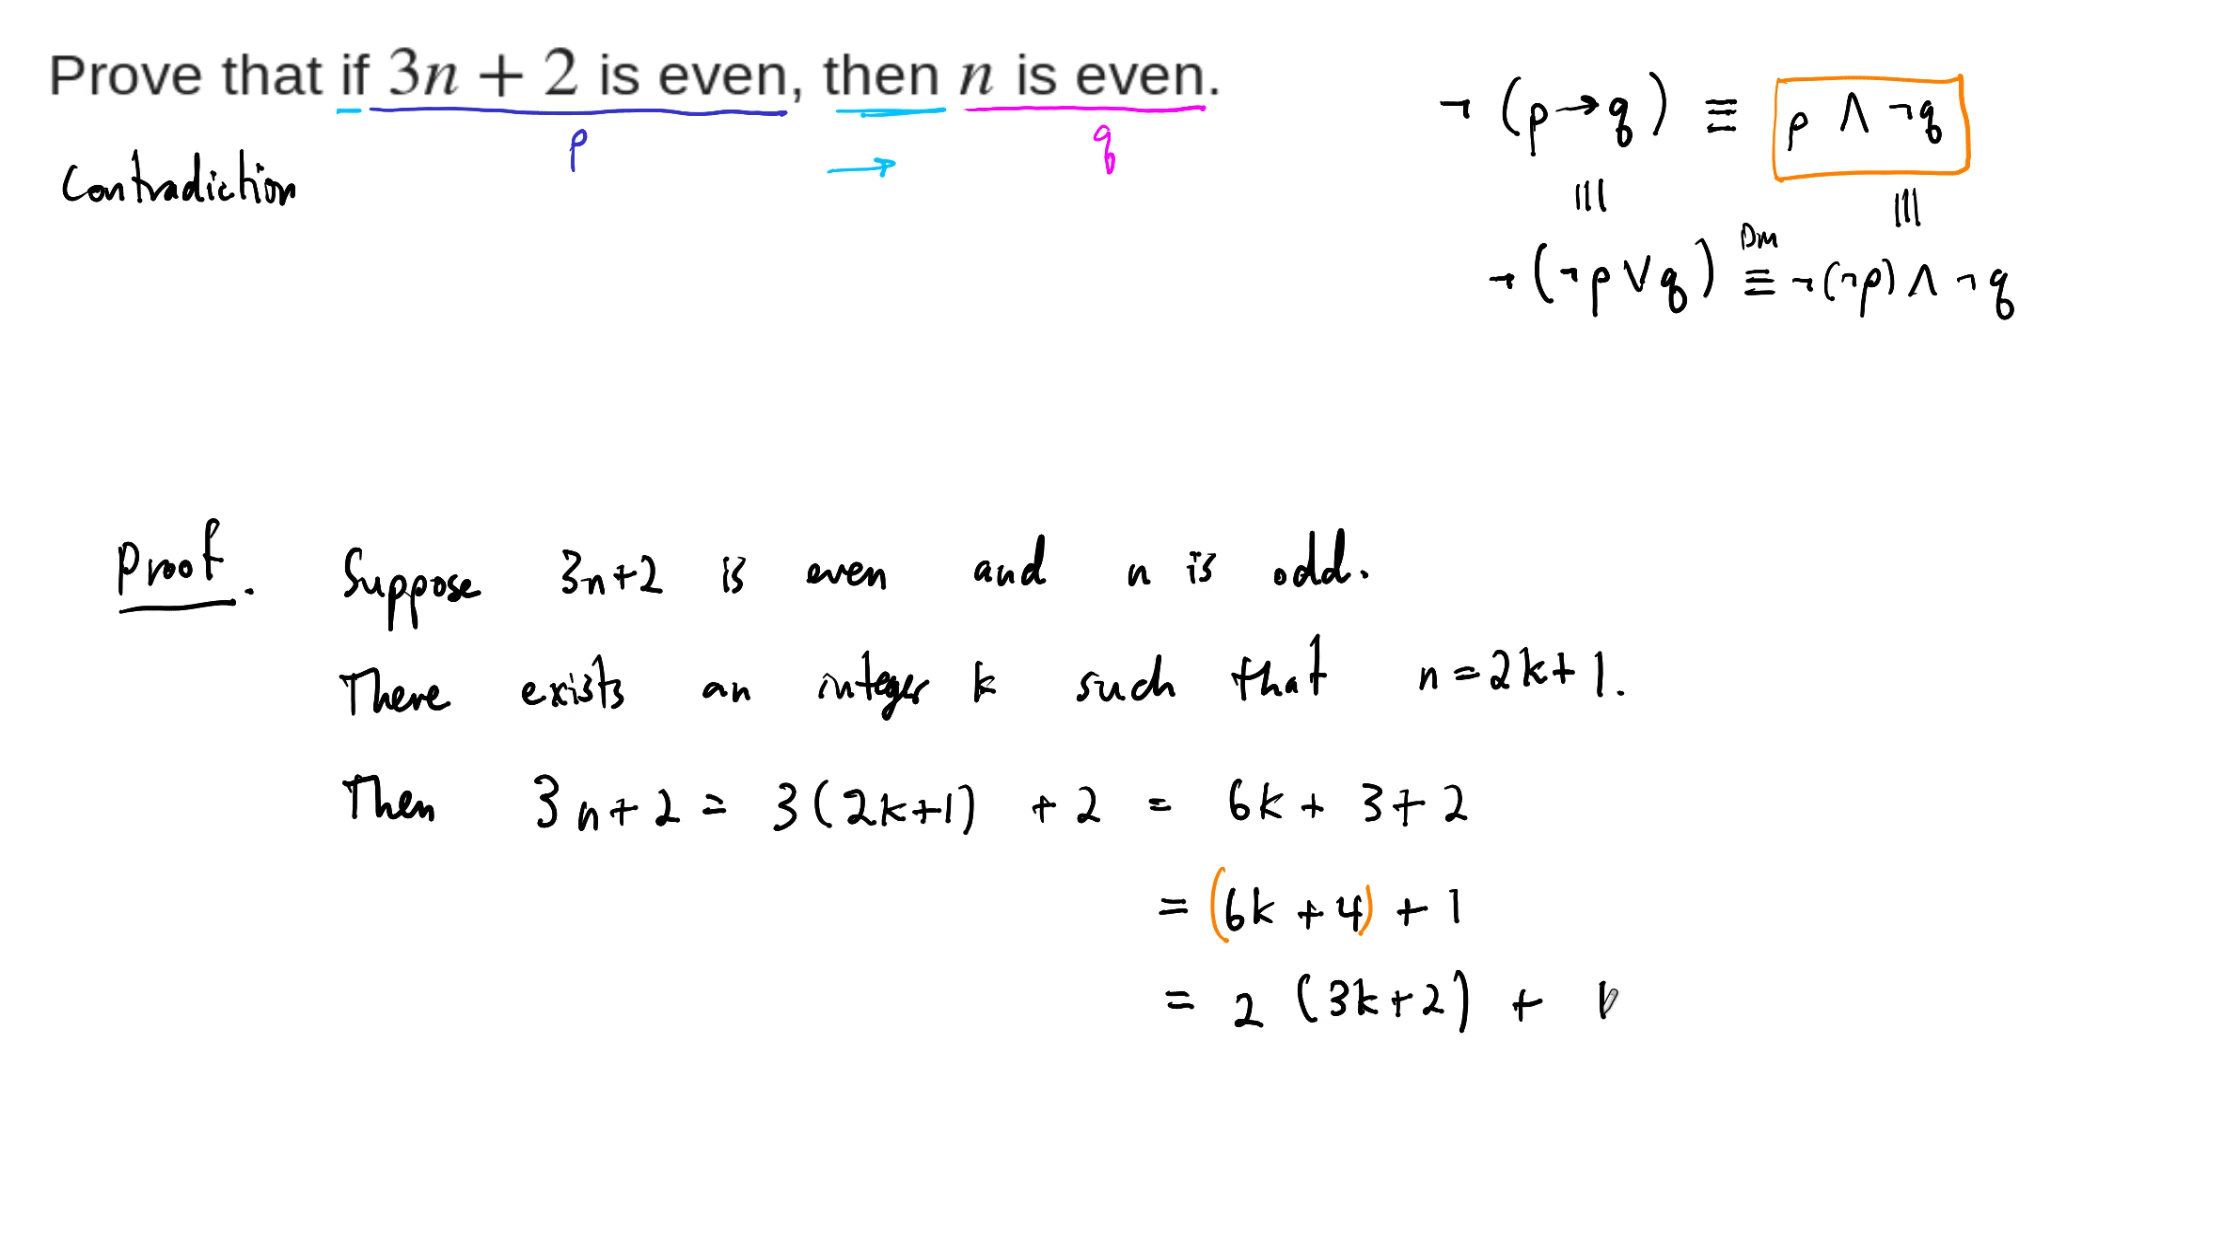 Prove that if 3n + 2 is even, then n is even.
p → q
Contradiction
¬ (p→q) ≡ p ∧ ¬q
||| |||
¬ (¬p ∨ q) ≡ ¬(¬p) ∧ ¬q
DM
Proof. Suppose 3n+2 is even and n is odd.
There exists an integer k such that n=2k+1.
Then 3n+2 = 3(2k+1) + 2 = 6k + 3+2
= (6k + 4) + 1
= 2 (3k+2) + 1